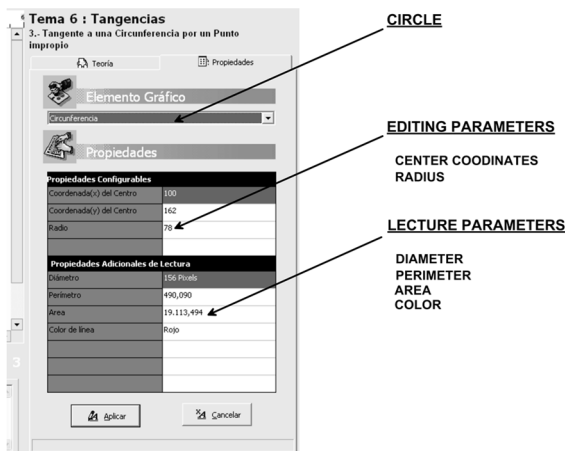 Tema 6 : Tangencias
3.- Tangente a una Circunferencia por un Punto
impropio
Teoría
Propiedades
Elemento Gráfico
Circunferencia
Propiedades
Propiedades Configurables
Coordenada(x) del Centro 100
Coordenada(y) del Centro 162
Radio 78
Propiedades Adicionales de Lectura
Diámetro 156 Pixels
Perímetro 490,090
Area 19.113,494
Color de línea Rojo
3
Aplicar
Cancelar
CIRCLE
EDITING PARAMETERS
CENTER COODINATES
RADIUS
LECTURE PARAMETERS
DIAMETER
PERIMETER
AREA
COLOR